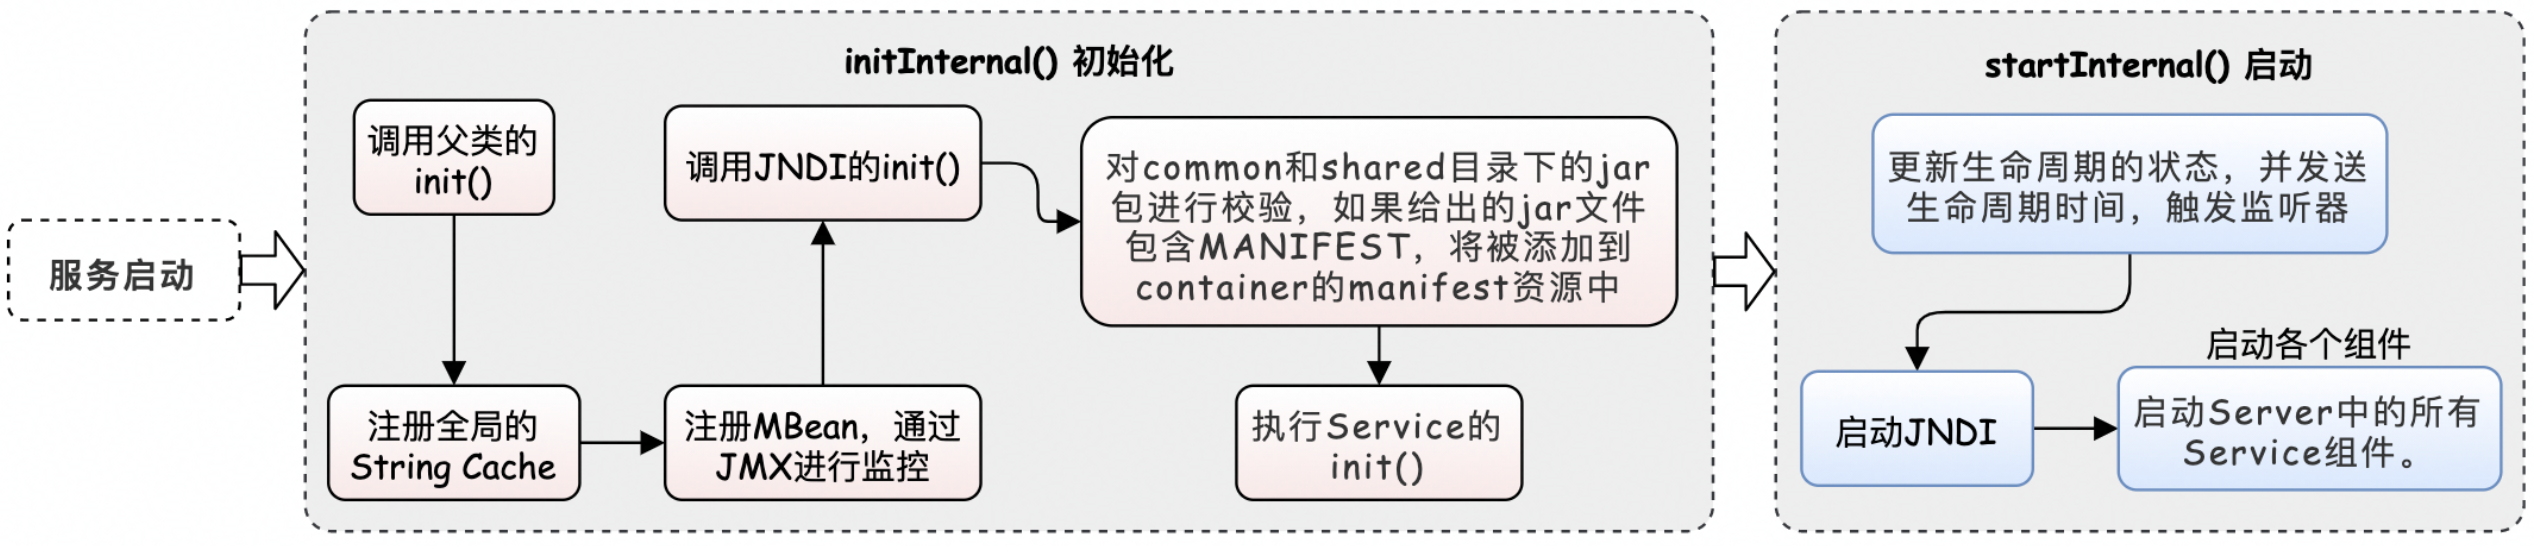 服务启动
initInternal() 初始化
调用父类的
init()
注册全局的
String Cache
注册MBean，通过
JMX进行监控
调用JNDI的init()
对common和shared目录下的jar
包进行校验，如果给出的jar文件
包含MANIFEST，将被添加到
container的manifest资源中
执行Service的
init()
startInternal() 启动
更新生命周期的状态，并发送
生命周期时间，触发监听器
启动JNDI
启动各个组件
启动Server中的所有
Service组件。